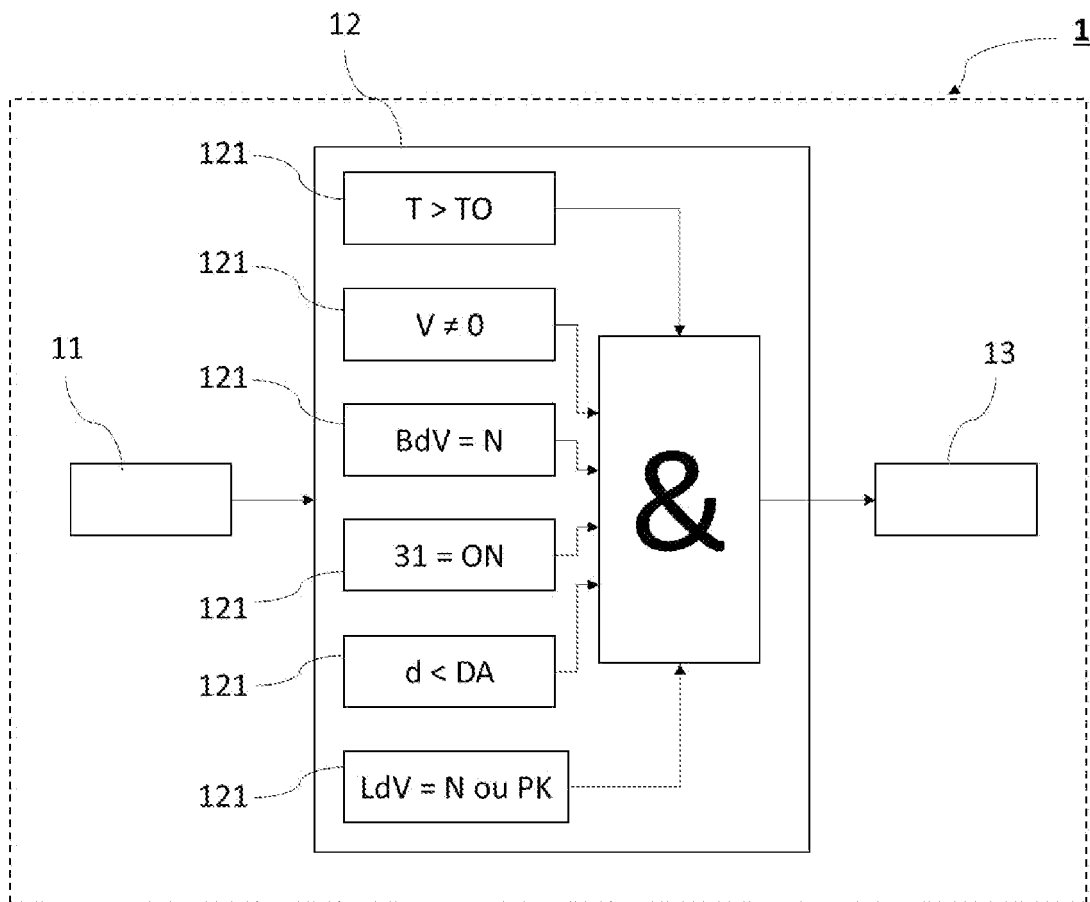 12
1
121
T > TO
121
V ≠ 0
11
121
13
BdV = N
&
31 = ON
121
d < DA
121
LdV = N ou PK
121